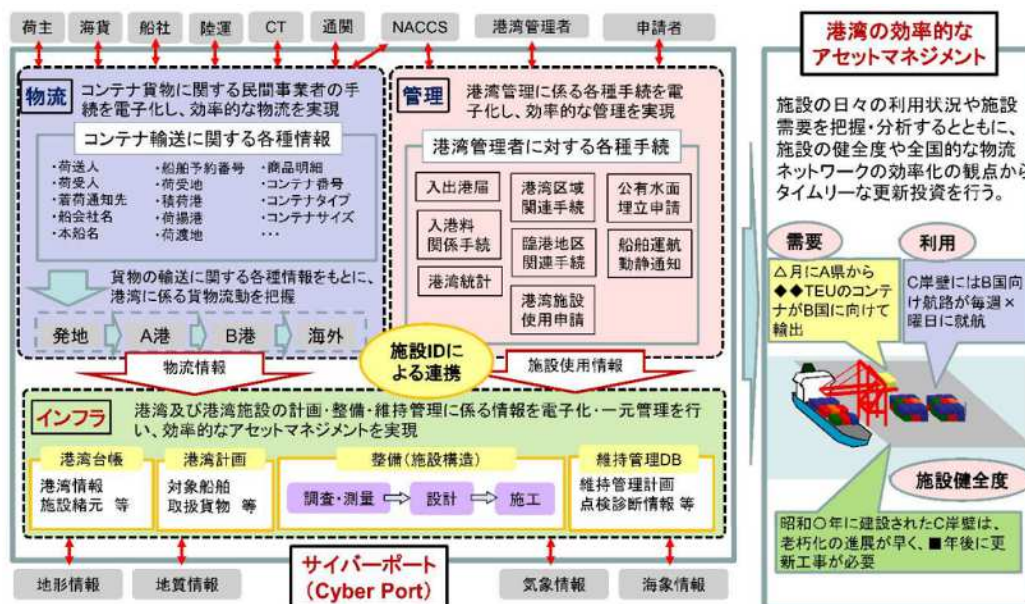 荷主
海貨
船社
陸運
CT
通関
NACCS
港湾管理者
申請者
物流
コンテナ貨物に関する民間事業者の手
続を電子化し、効率的な物流を実現
コンテナ輸送に関する各種情報
・荷送人
・荷受人
・着荷通知先
・船会社名
・本船名
・船舶予約番号
・荷受地
・積荷港
・荷揚港
・荷渡地
・商品明細
・コンテナ番号
・コンテナタイプ
・コンテナサイズ
・・・
貨物の輸送に関する各種情報をもとに、
港湾に係る貨物流動を把握
発地
A港
B港
海外
物流情報
管理
港湾管理に係る各種手続を電
子化し、効率的な管理を実現
港湾管理者に対する各種手続
入出港届
入港料
関係手続
港湾統計
港湾区域
関連手続
臨港地区
関連手続
港湾施設
使用申請
公有水面
埋立申請
船舶運航
動静通知
施設IDに
よる連携
施設使用情報
インフラ
港湾及び港湾施設の計画・整備・維持管理に係る情報を電子化・一元管理を行
い、効率的なアセットマネジメントを実現
港湾台帳
港湾情報
施設緒元 等
港湾計画
対象船舶
取扱貨物 等
整備(施設構造)
調査・測量
設計
施工
維持管理DB
維持管理計画
点検診断情報 等
地形情報
地質情報
サイバーポート
(Cyber Port)
気象情報
海象情報
港湾の効率的な
アセットマネジメント
施設の日々の利用状況や施設
需要を把握・分析するとともに、
施設の健全度や全国的な物流
ネットワークの効率化の観点から
タイムリーな更新投資を行う。
需要
△月にA県から
◆◆TEUのコンテ
ナがB国に向けて
輸出
利用
C岸壁にはB国向
け航路が毎週×
曜日に就航
施設健全度
昭和○年に建設されたC岸壁は、
老朽化の進展が早く、■年後に更
新工事が必要